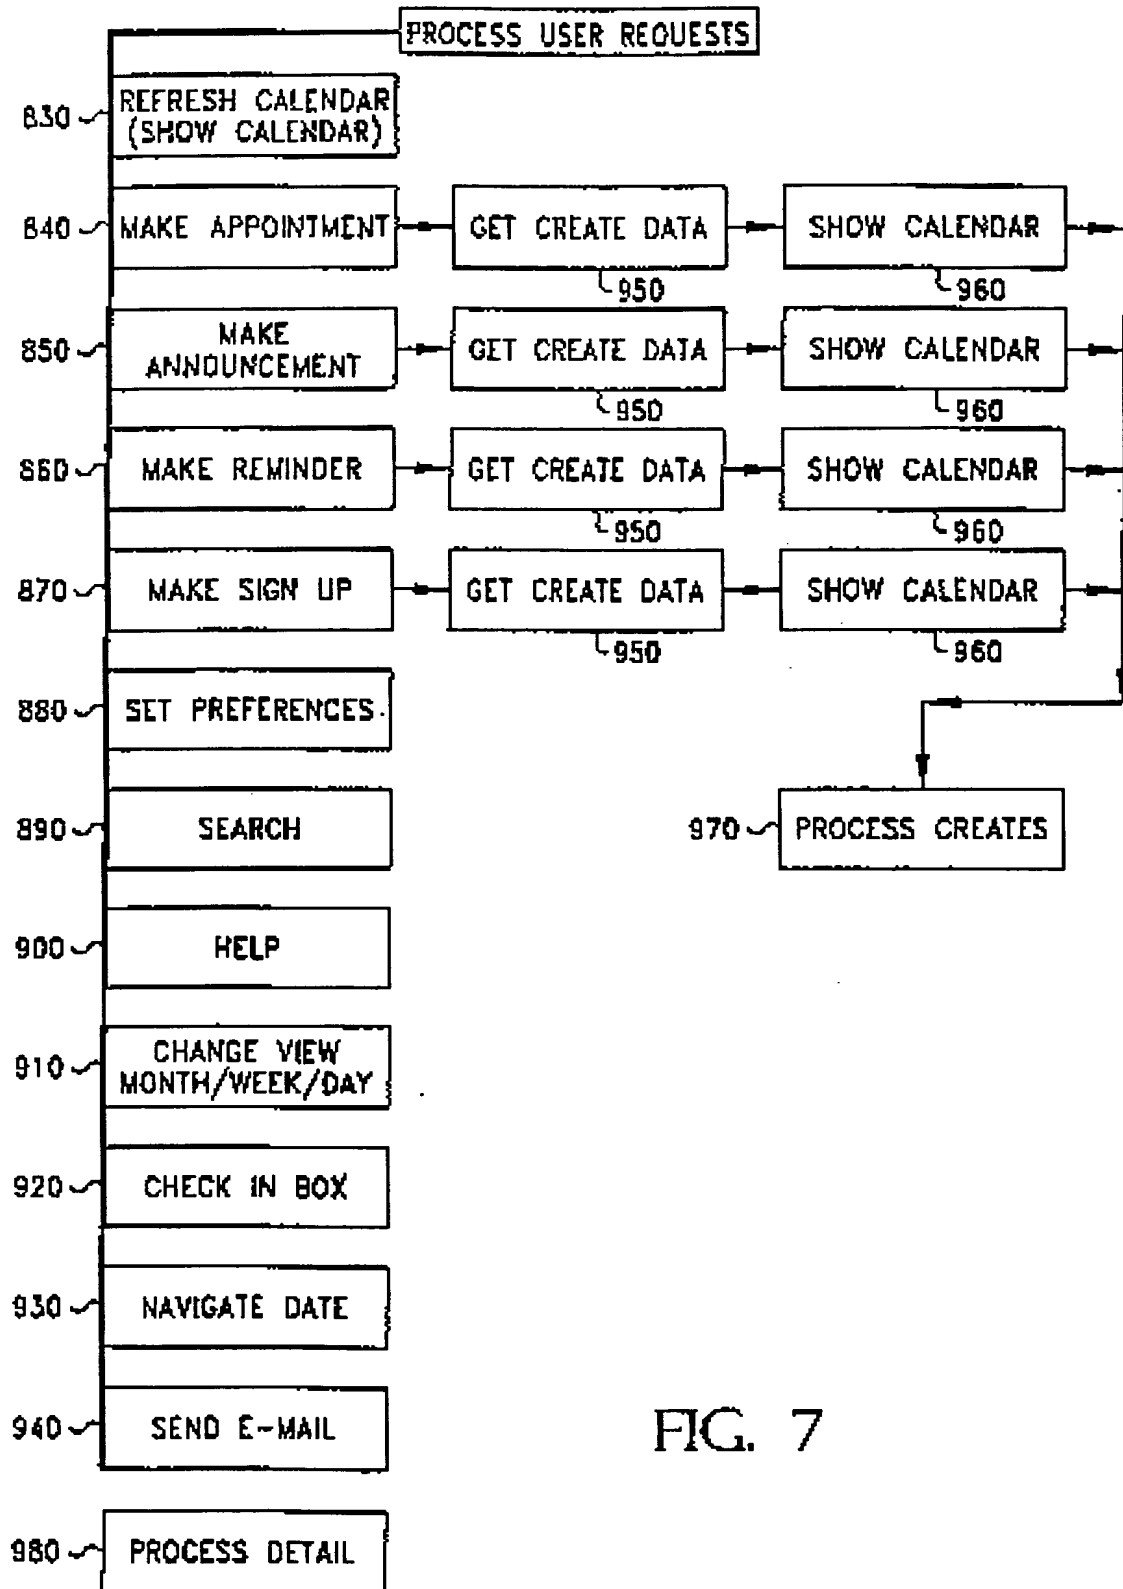 PROCESS USER REQUESTS
830 REFRESH CALENDAR
(SHOW CALENDAR)
840 MAKE APPOINTMENT GET CREATE DATA SHOW CALENDAR
950 960
850 MAKE
ANNOUNCEMENT GET CREATE DATA SHOW CALENDAR
950 960
860 MAKE REMINDER GET CREATE DATA SHOW CALENDAR
950 960
870 MAKE SIGN UP GET CREATE DATA SHOW CALENDAR
950 960
880 SET PREFERENCES
890 SEARCH 970 PROCESS CREATES
900 HELP
910 CHANGE VIEW
MONTH/WEEK/DAY
920 CHECK IN BOX
930 NAVIGATE DATE
940 SEND E-MAIL
FIG. 7
980 PROCESS DETAIL